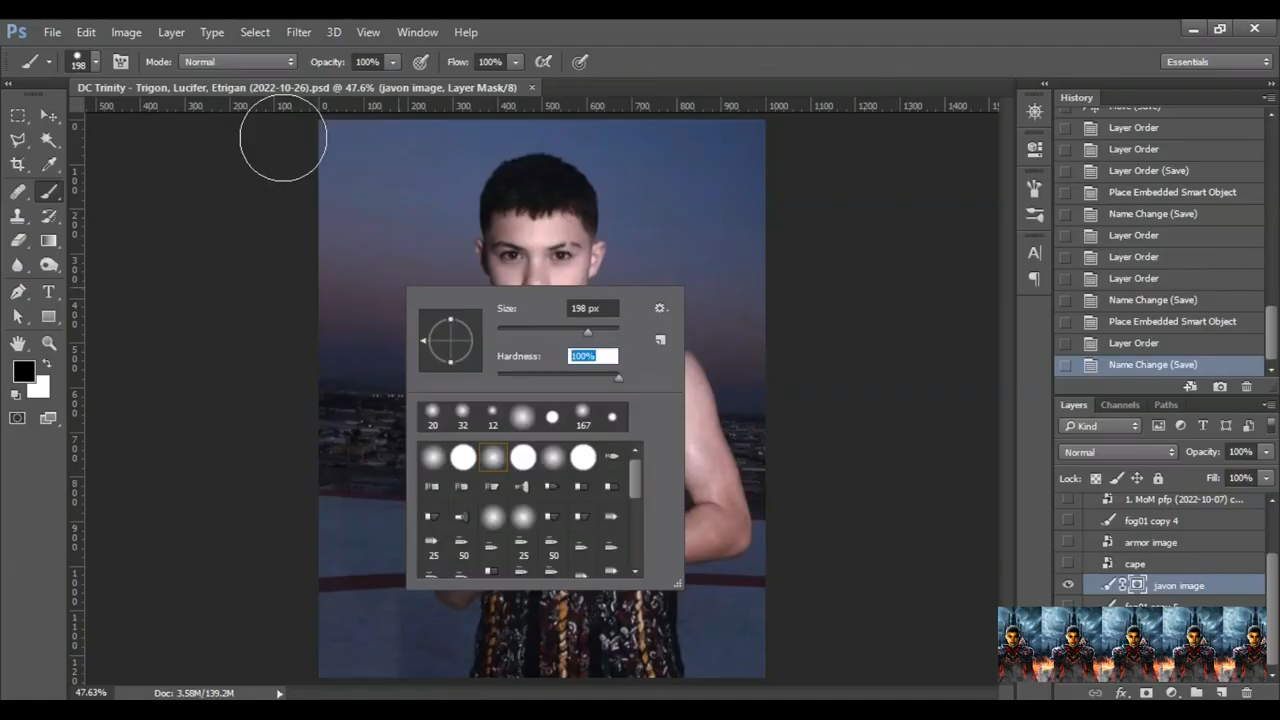 Ps File Edit Image Layer Type Select Filter 3D View Window Help
198 Mode: Normal Opacity: 100% Flow: 100% Essentials
DC Trinity - Trigon, Lucifer, Etrigan (2022-10-26).psd @ 47.6% (javon image, Layer Mask/8) ×
500 400 300 200 100 0 100 200 300 400 500 600 700 800 900 1000 1100 1200 1300 1400
History
Layer Order
Layer Order
Layer Order (Save)
Place Embedded Smart Object
Name Change (Save)
Layer Order
Layer Order
Layer Order
Name Change (Save)
Place Embedded Smart Object
Layer Order
Name Change (Save)
Size: 198 px
Hardness: 100%
20 32 12 167
25 50 25 50
Layers Channels Paths
Kind
Normal Opacity: 100%
Lock: Fill: 100%
1. MoM pfp (2022-10-07) c...
fog01 copy 4
armor image
cape
javon image
47.63% Doc: 3.58M/139.2M